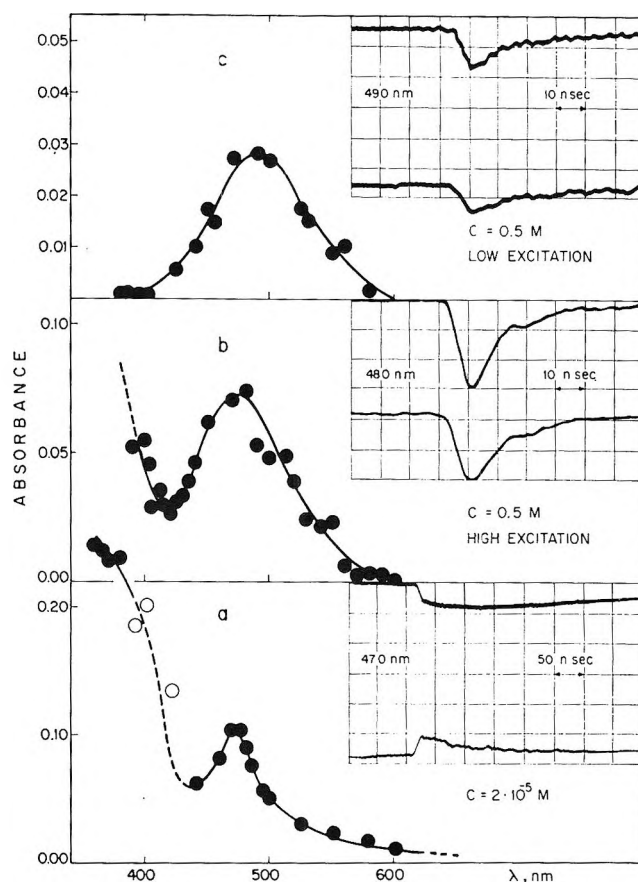 0.05
0.04
0.03
0.02
0.01
c
490 nm
10 n sec
C = 0.5 M
LOW EXCITATION
0.10
0.05
0.00
b
480 nm
10 n sec
C = 0.5 M
HIGH EXCITATION
ABSORBANCE
0.20
0.10
0.00
a
470 nm
50 n sec
C = 2·10⁻⁵ M
400
500
600
λ, nm